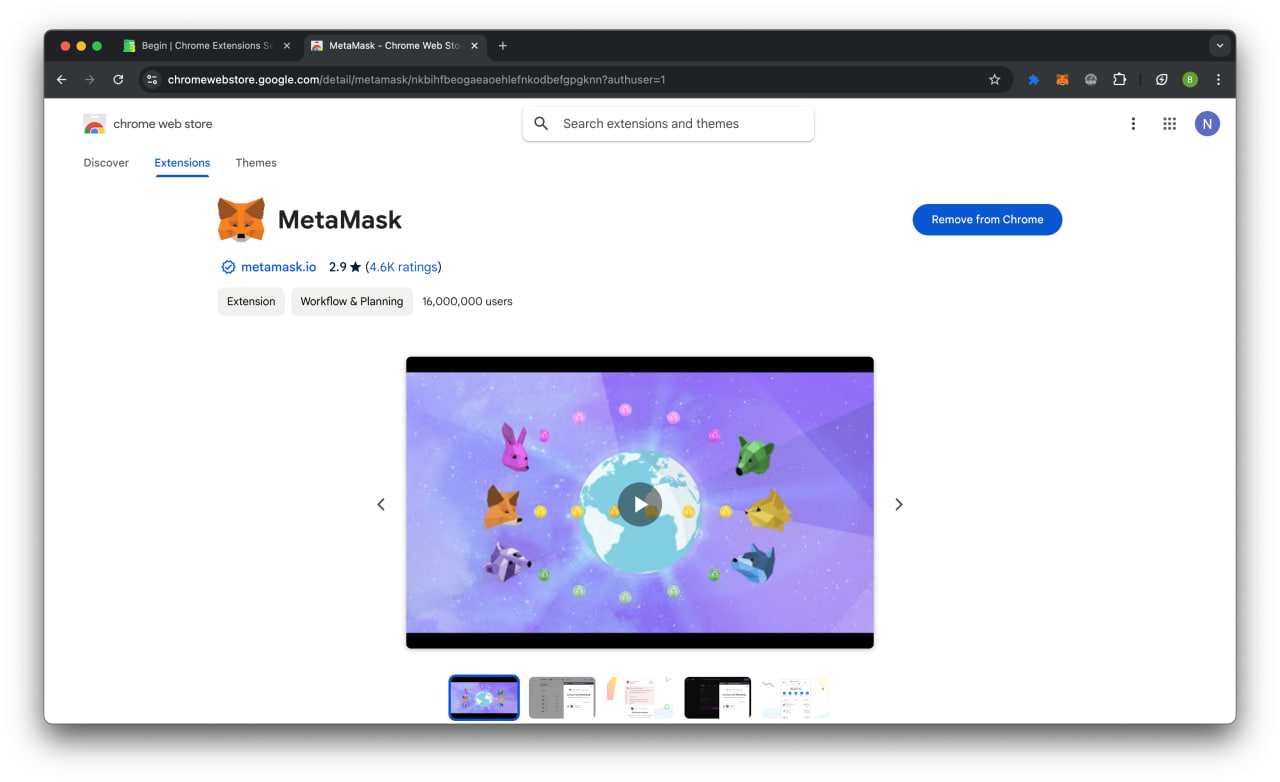 Begin | Chrome Extensions Se
MetaMask - Chrome Web Sto
chromewebstore.google.com/detail/metamask/nkbihfbeogaeaoehlefnkodbefgpgknn?authuser=1
B
chrome web store
Search extensions and themes
N
Discover
Extensions
Themes
MetaMask
Remove from Chrome
metamask.io
2.9 ★ (4.6K ratings)
Extension
Workflow & Planning
16,000,000 users